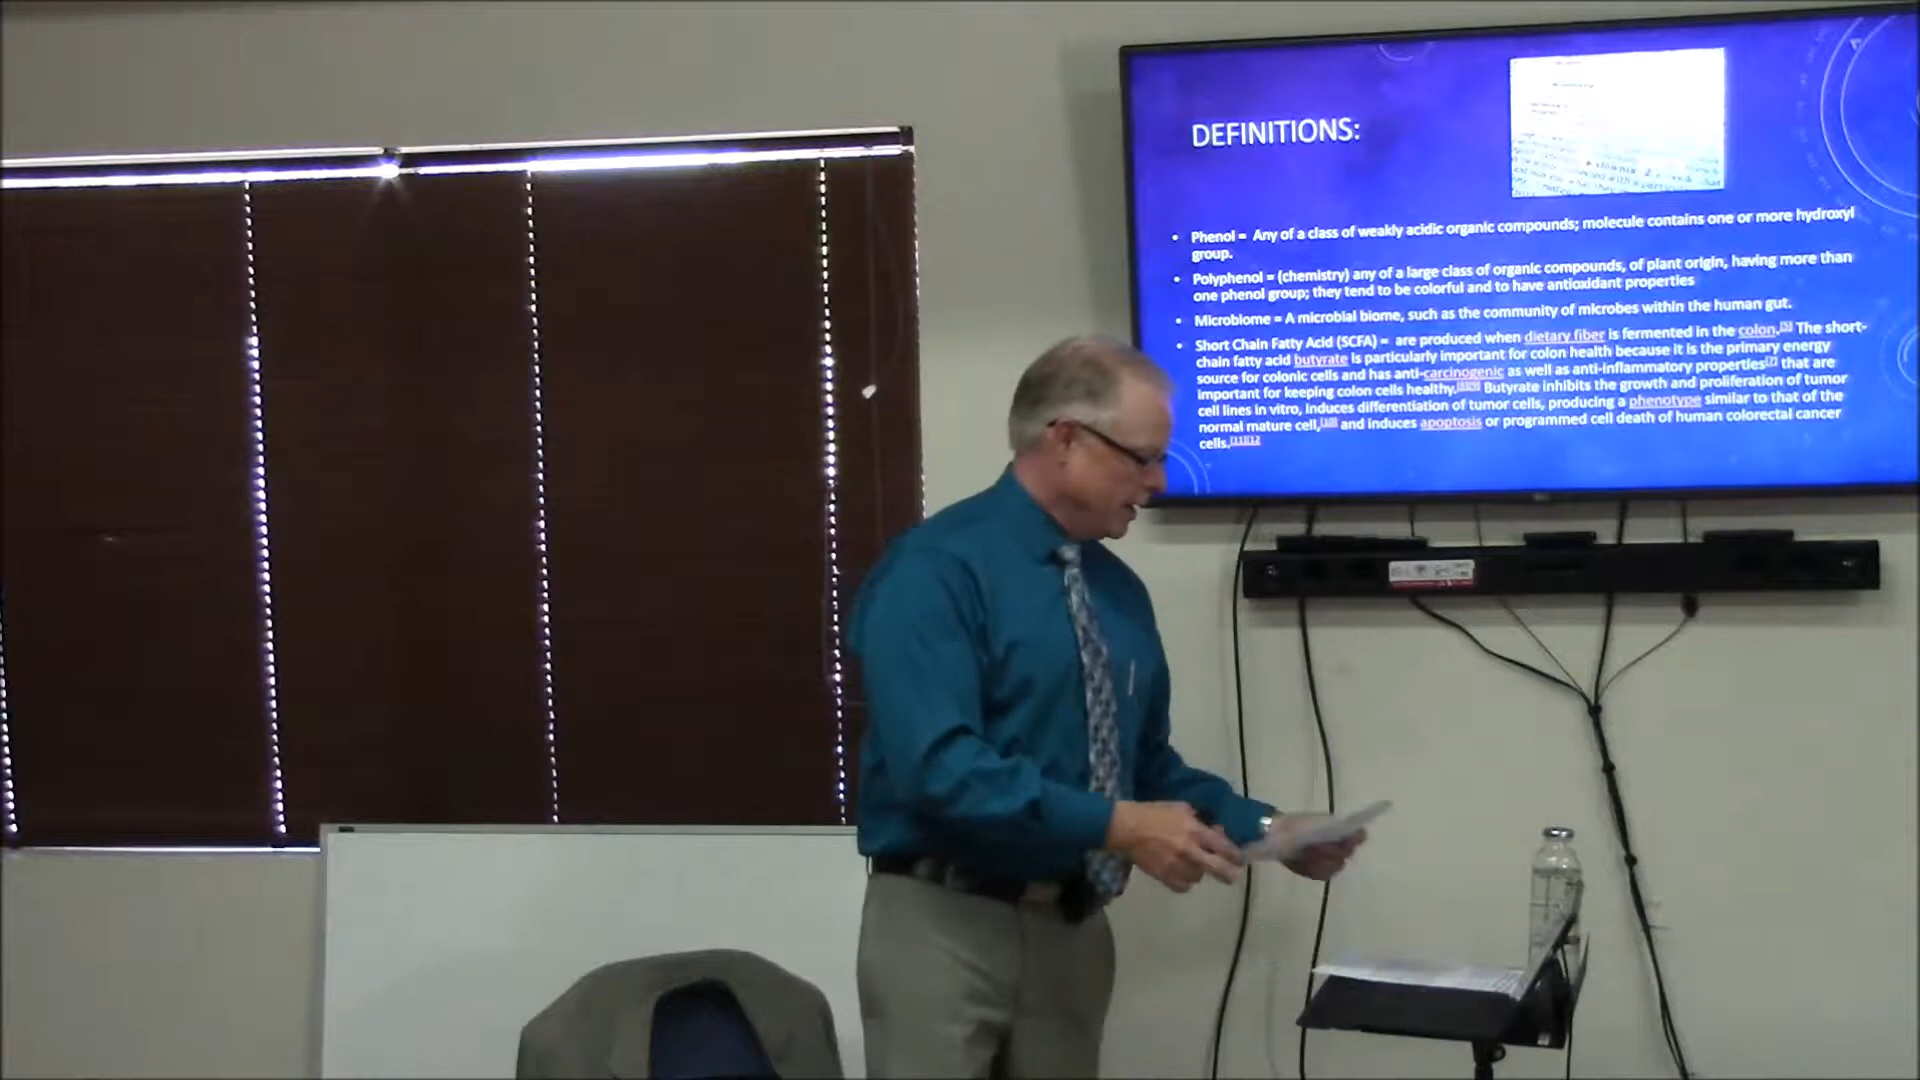 DEFINITIONS:
• Phenol = Any of a class of weakly acidic organic compounds; molecule contains one or more hydroxyl
group.
• Polyphenol = (chemistry) any of a large class of organic compounds, of plant origin, having more than
one phenol group; they tend to be colorful and to have antioxidant properties
• Microbiome = A microbial biome, such as the community of microbes within the human gut.
• Short Chain Fatty Acid (SCFA) = are produced when dietary fiber is fermented in the colon.[5] The short-
chain fatty acid butyrate is particularly important for colon health because it is the primary energy
source for colonic cells and has anti-carcinogenic as well as anti-inflammatory properties[7] that are
important for keeping colon cells healthy. Butyrate inhibits the growth and proliferation of tumor
cell lines in vitro, induces differentiation of tumor cells, producing a phenotype similar to that of the
normal mature cell,[10] and induces apoptosis or programmed cell death of human colorectal cancer
cells.[11][12